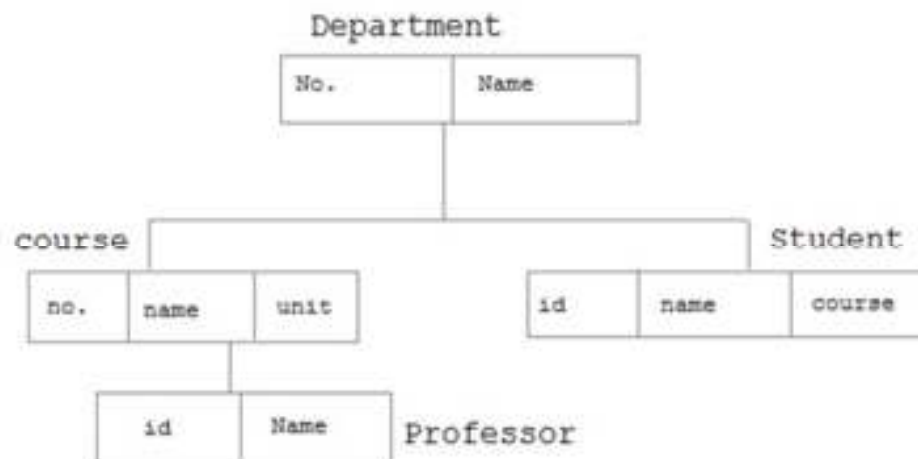 Department
No. Name
course
Student
no. name unit
id name course
id Name
Professor